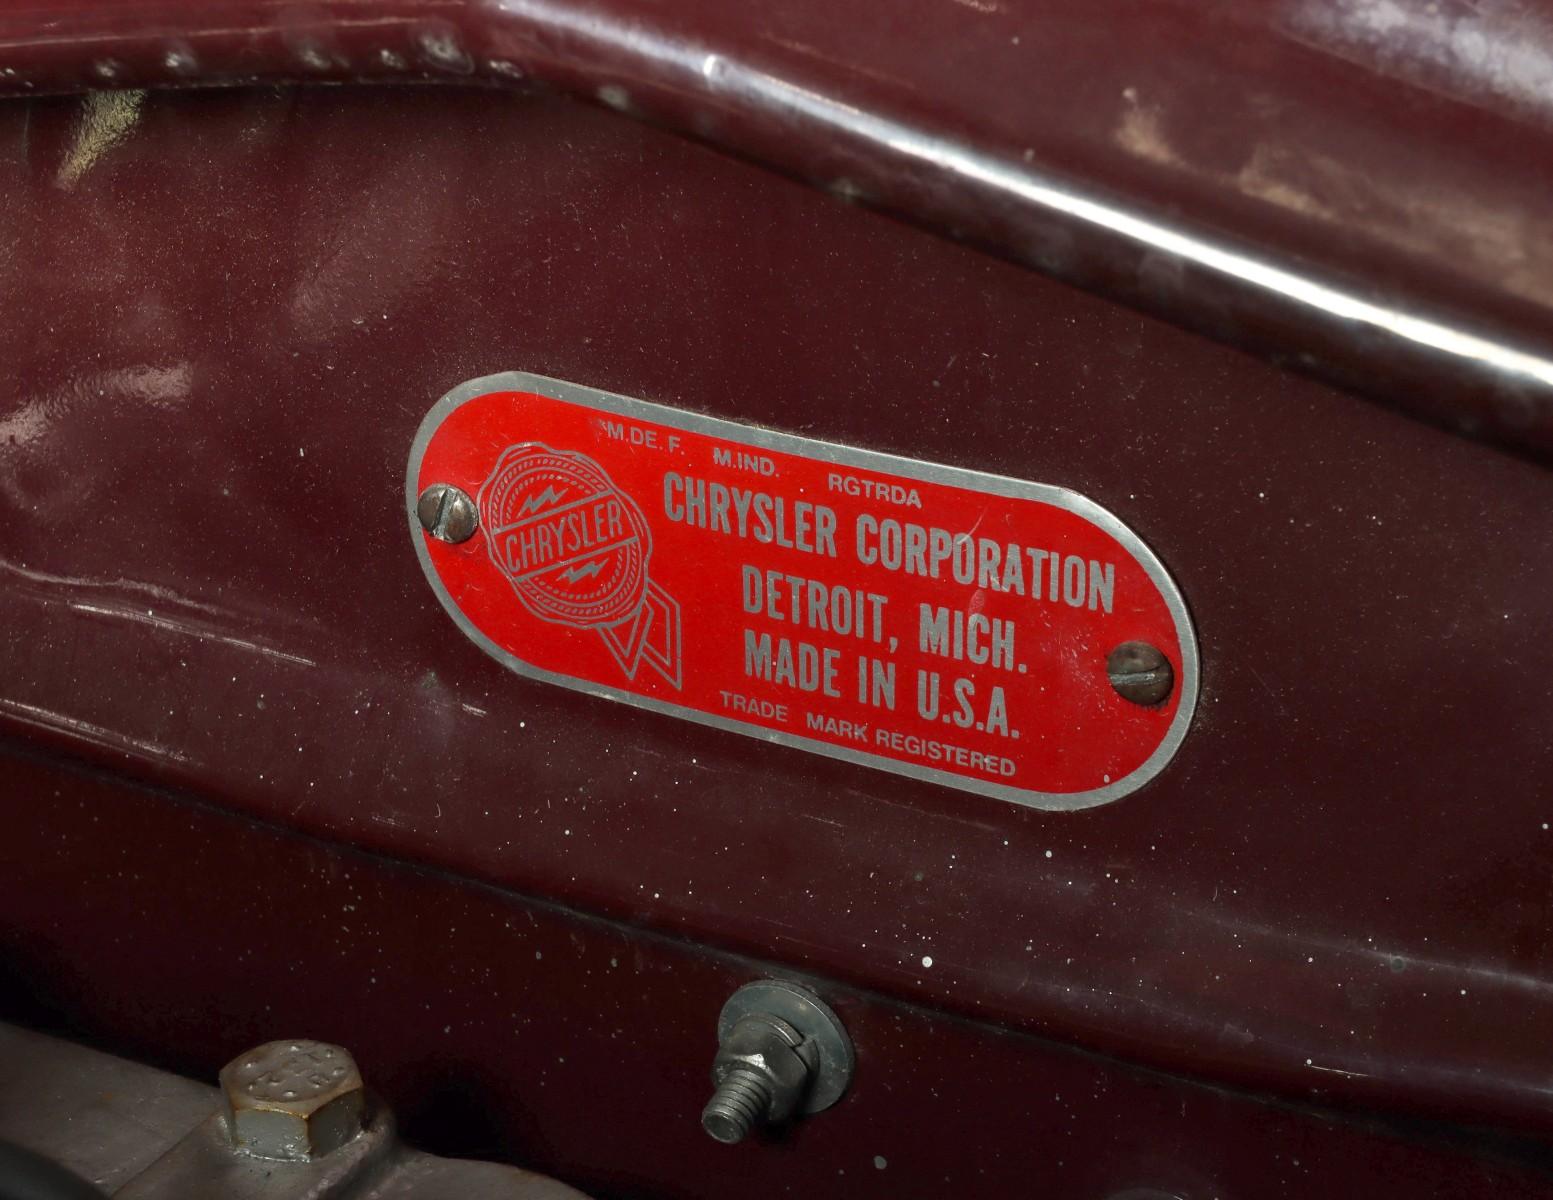 M.DE.F. M.IND. RGTRDA
CHRYSLER
CHRYSLER CORPORATION
DETROIT, MICH.
MADE IN U.S.A.
TRADE MARK REGISTERED